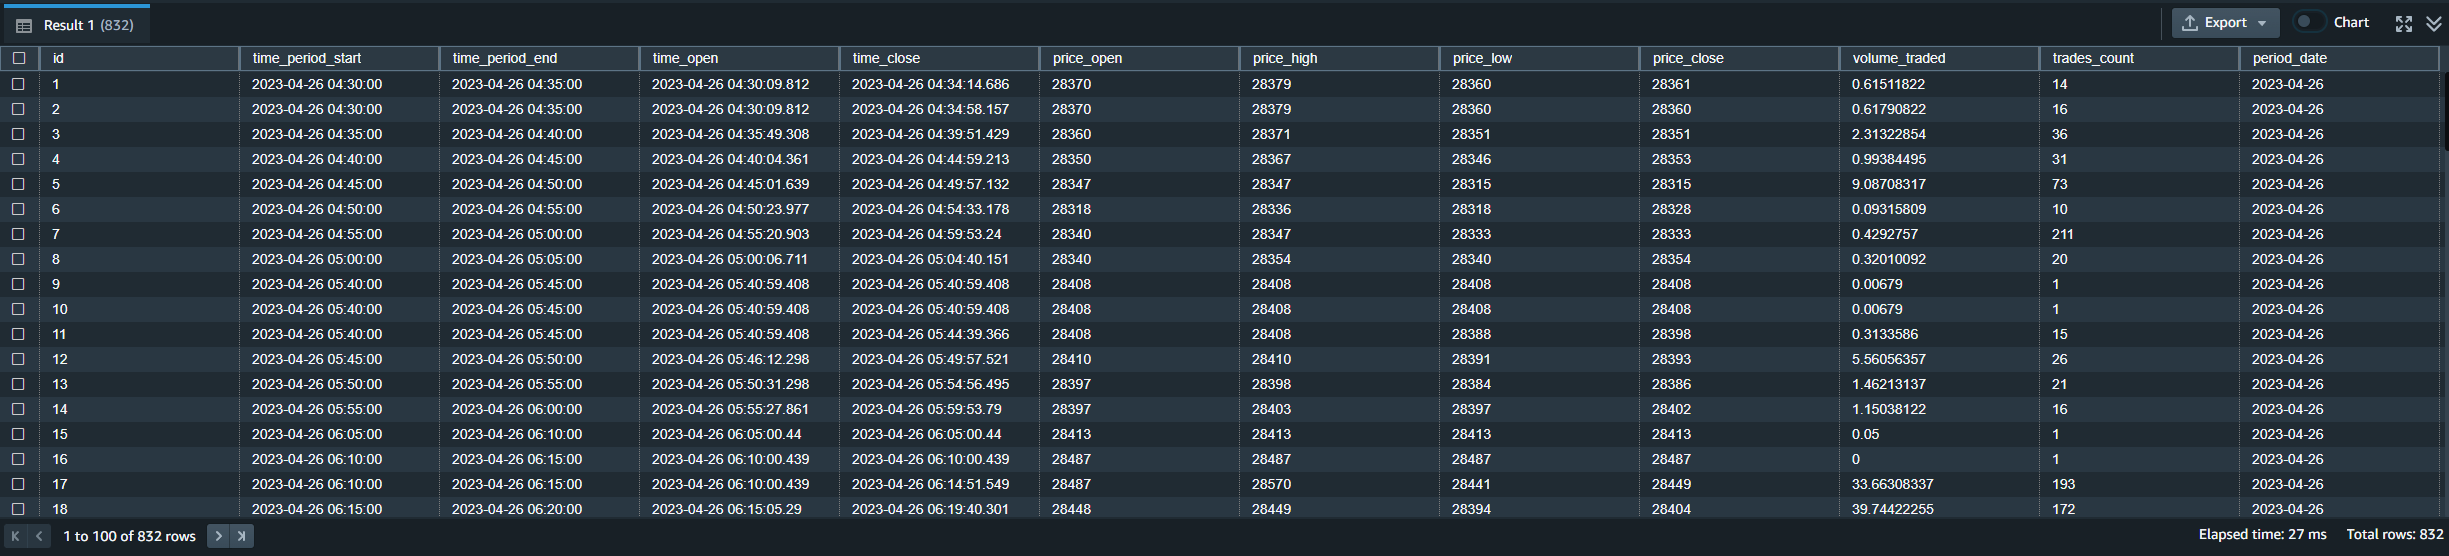 Result 1 (832) Export Chart
id time_period_start time_period_end time_open time_close price_open price_high price_low price_close volume_traded trades_count period_date
1 2023-04-26 04:30:00 2023-04-26 04:35:00 2023-04-26 04:30:09.812 2023-04-26 04:34:14.686 28370 28379 28360 28361 0.61511822 14 2023-04-26
2 2023-04-26 04:30:00 2023-04-26 04:35:00 2023-04-26 04:30:09.812 2023-04-26 04:34:58.157 28370 28379 28360 28360 0.61790822 16 2023-04-26
3 2023-04-26 04:35:00 2023-04-26 04:40:00 2023-04-26 04:35:49.308 2023-04-26 04:39:51.429 28360 28371 28351 28351 2.31322854 36 2023-04-26
4 2023-04-26 04:40:00 2023-04-26 04:45:00 2023-04-26 04:40:04.361 2023-04-26 04:44:59.213 28350 28367 28346 28353 0.99384495 31 2023-04-26
5 2023-04-26 04:45:00 2023-04-26 04:50:00 2023-04-26 04:45:01.639 2023-04-26 04:49:57.132 28347 28347 28315 28315 9.08708317 73 2023-04-26
6 2023-04-26 04:50:00 2023-04-26 04:55:00 2023-04-26 04:50:23.977 2023-04-26 04:54:33.178 28318 28336 28318 28328 0.09315809 10 2023-04-26
7 2023-04-26 04:55:00 2023-04-26 05:00:00 2023-04-26 04:55:20.903 2023-04-26 04:59:53.24 28340 28347 28333 28333 0.4292757 211 2023-04-26
8 2023-04-26 05:00:00 2023-04-26 05:05:00 2023-04-26 05:00:06.711 2023-04-26 05:04:40.151 28340 28354 28340 28354 0.32010092 20 2023-04-26
9 2023-04-26 05:40:00 2023-04-26 05:45:00 2023-04-26 05:40:59.408 2023-04-26 05:40:59.408 28408 28408 28408 28408 0.00679 1 2023-04-26
10 2023-04-26 05:40:00 2023-04-26 05:45:00 2023-04-26 05:40:59.408 2023-04-26 05:40:59.408 28408 28408 28408 28408 0.00679 1 2023-04-26
11 2023-04-26 05:40:00 2023-04-26 05:45:00 2023-04-26 05:40:59.408 2023-04-26 05:44:39.366 28408 28408 28388 28398 0.3133586 15 2023-04-26
12 2023-04-26 05:45:00 2023-04-26 05:50:00 2023-04-26 05:46:12.298 2023-04-26 05:49:57.521 28410 28410 28391 28393 5.56056357 26 2023-04-26
13 2023-04-26 05:50:00 2023-04-26 05:55:00 2023-04-26 05:50:31.298 2023-04-26 05:54:56.495 28397 28398 28384 28386 1.46213137 21 2023-04-26
14 2023-04-26 05:55:00 2023-04-26 06:00:00 2023-04-26 05:55:27.861 2023-04-26 05:59:53.79 28397 28403 28397 28402 1.15038122 16 2023-04-26
15 2023-04-26 06:05:00 2023-04-26 06:10:00 2023-04-26 06:05:00.44 2023-04-26 06:05:00.44 28413 28413 28413 28413 0.05 1 2023-04-26
16 2023-04-26 06:10:00 2023-04-26 06:15:00 2023-04-26 06:10:00.439 2023-04-26 06:10:00.439 28487 28487 28487 28487 0 1 2023-04-26
17 2023-04-26 06:10:00 2023-04-26 06:15:00 2023-04-26 06:10:00.439 2023-04-26 06:14:51.549 28487 28570 28441 28449 33.66308337 193 2023-04-26
18 2023-04-26 06:15:00 2023-04-26 06:20:00 2023-04-26 06:15:05.29 2023-04-26 06:19:40.301 28448 28449 28394 28404 39.74422255 172 2023-04-26
1 to 100 of 832 rows Elapsed time: 27 ms Total rows: 832